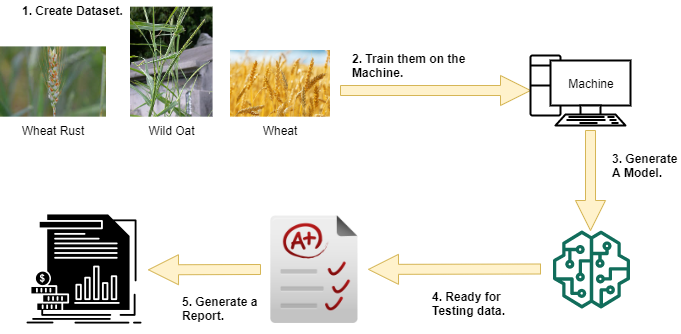 1. Create Dataset.
Wheat Rust
Wild Oat
Wheat
2. Train them on the
Machine.
Machine
3. Generate
A Model.
4. Ready for
Testing data.
A+
5. Generate a
Report.
$